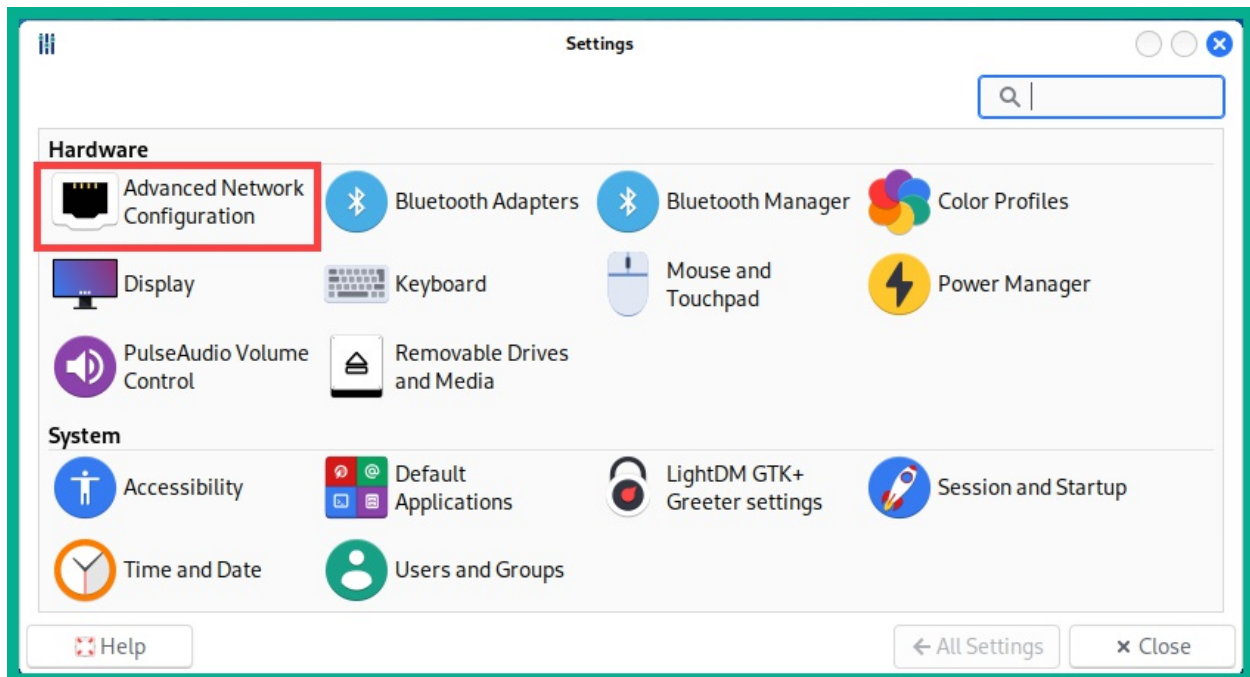 Settings
Hardware
Advanced Network
Configuration
Bluetooth Adapters
Bluetooth Manager
Color Profiles
Display
Keyboard
Mouse and
Touchpad
Power Manager
PulseAudio Volume
Control
Removable Drives
and Media
System
Accessibility
Default
Applications
LightDM GTK+
Greeter settings
Session and Startup
Time and Date
Users and Groups
Help
← All Settings
× Close